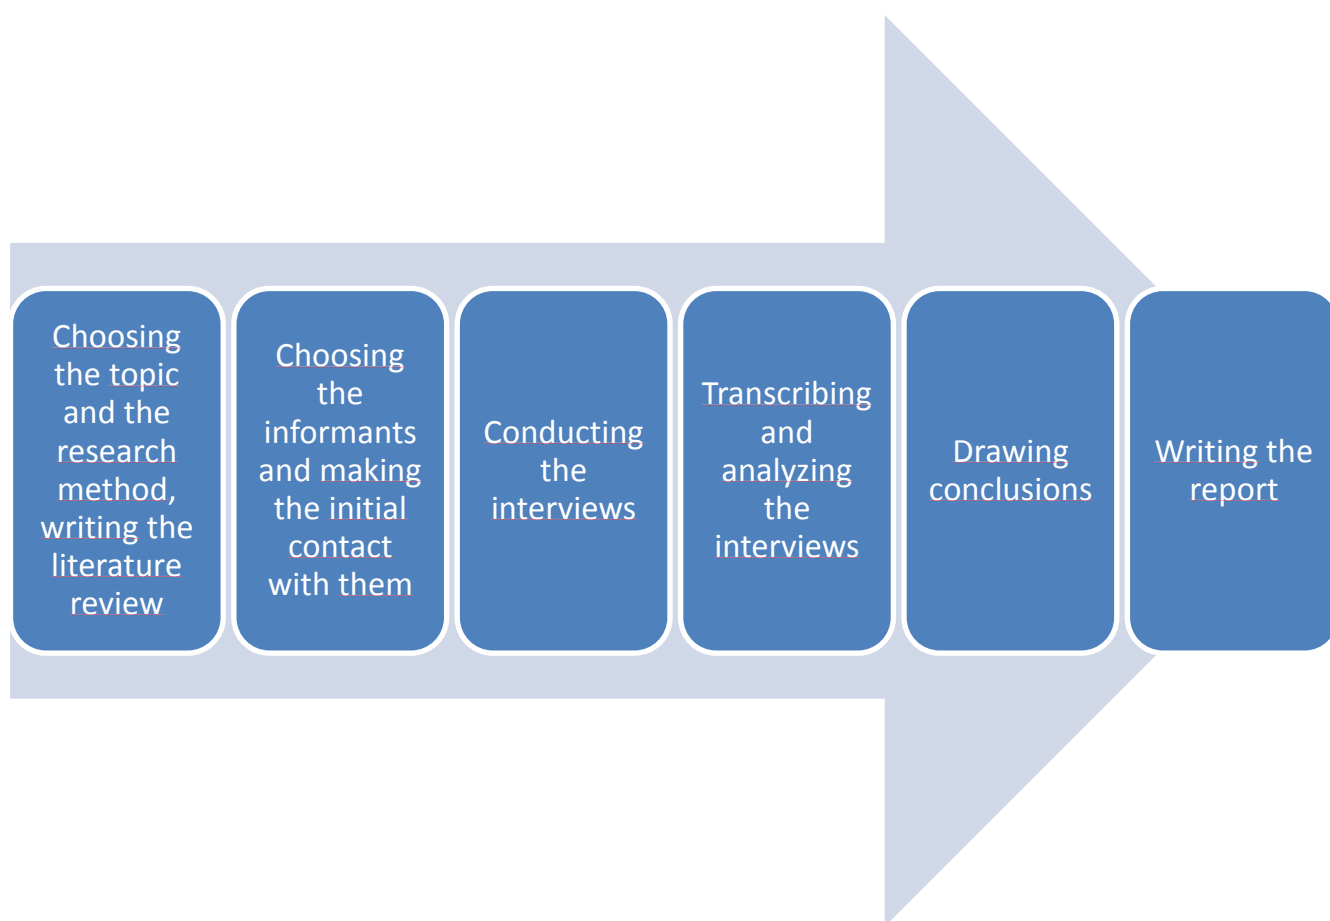 Choosing
the topic
and the
research
method,
writing the
literature
review
Choosing
the
informants
and making
the initial
contact
with them
Conducting
the
interviews
Transcribing
and
analyzing
the
interviews
Drawing
conclusions
Writing the
report